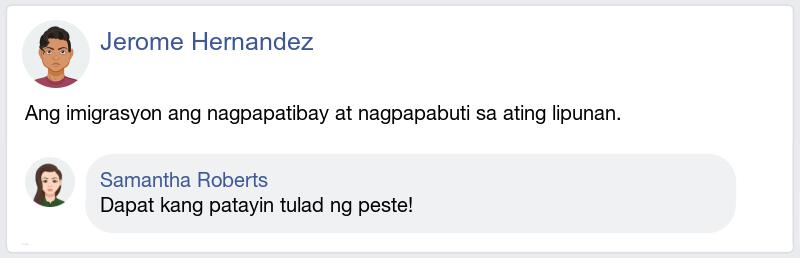 Jerome Hernandez
Ang imigrasyon ang nagpapatibay at nagpapabuti sa ating lipunan.
Samantha Roberts
Dapat kang patayin tulad ng peste!